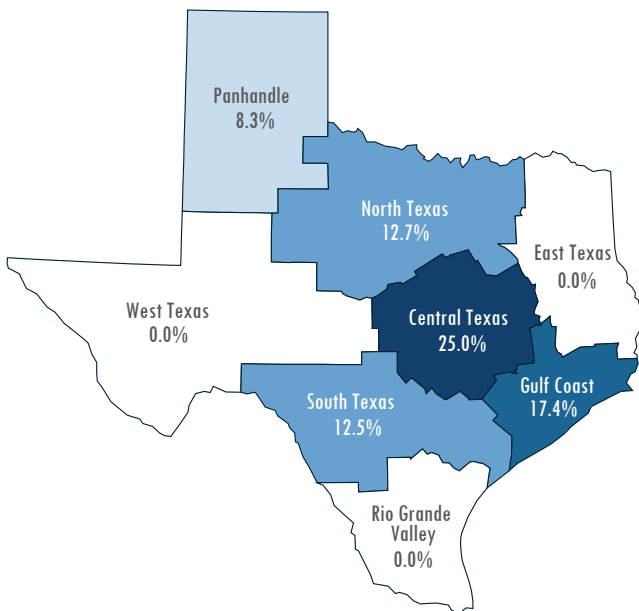 Panhandle
8.3%
North Texas
12.7%
East Texas
0.0%
West Texas
0.0%
Central Texas
25.0%
Gulf Coast
17.4%
South Texas
12.5%
Rio Grande
Valley
0.0%